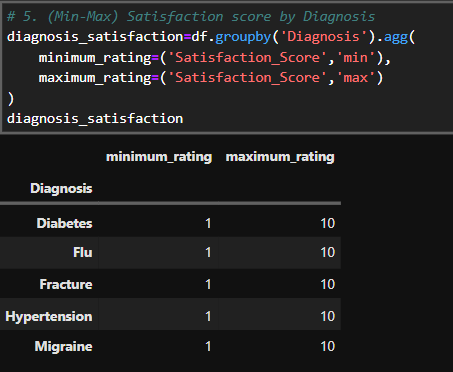 # 5. (Min-Max) Satisfaction score by Diagnosis
diagnosis_satisfaction=df.groupby('Diagnosis').agg(
    minimum_rating=('Satisfaction_Score','min'),
    maximum_rating=('Satisfaction_Score','max')
)
diagnosis_satisfaction
minimum_rating maximum_rating
Diagnosis
Diabetes 1 10
Flu 1 10
Fracture 1 10
Hypertension 1 10
Migraine 1 10